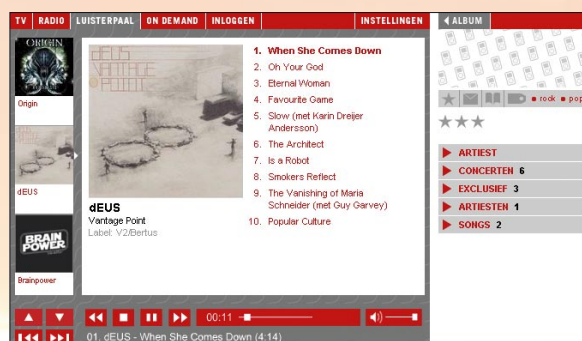 TV RADIO LUISTERPAAL ON DEMAND INLOGGEN INSTELLINGEN
ALBUM
ORIGIN
Origin
dEUS
BRAIN
POWER
Brainpower
DEUS
VANTAGE
POINT
dEUS
Vantage Point
Label: V2/Bertus
1. When She Comes Down
2. Oh Your God
3. Eternal Woman
4. Favourite Game
5. Slow (met Karin Dreijer
Andersson)
6. The Architect
7. Is a Robot
8. Smokers Reflect
9. The Vanishing of Maria
Schneider (met Guy Garvey)
10. Popular Culture
rock pop
ARTIEST
CONCERTEN 6
EXCLUSIEF 3
ARTIESTEN 1
SONGS 2
00:11
01. dEUS - When She Comes Down (4:14)